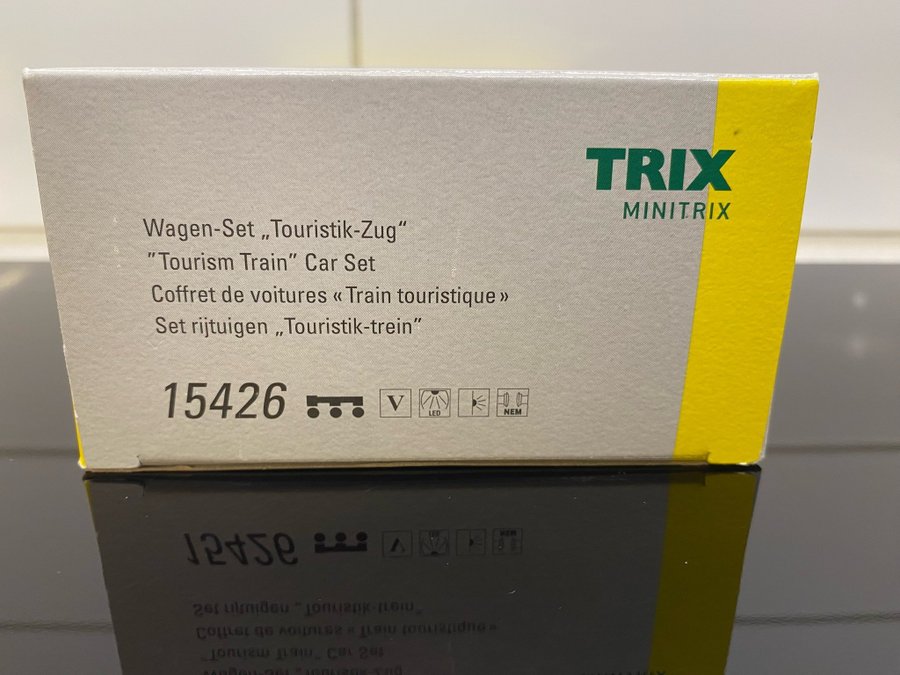 TRIX
MINITRIX
Wagen-Set „Touristik-Zug“
”Tourism Train” Car Set
Coffret de voitures « Train touristique »
Set rijtuigen „Touristik-trein”
15426 V LED NEM